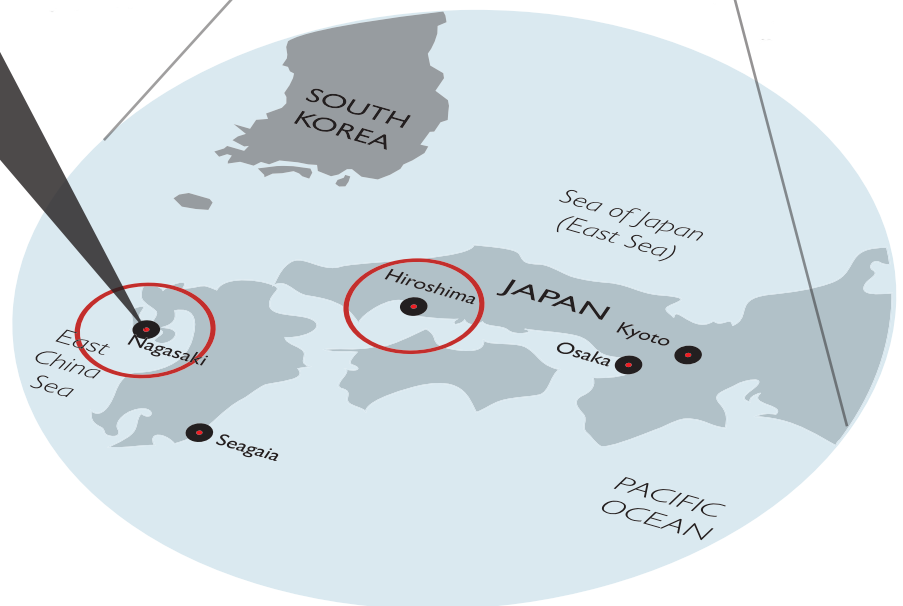 SOUTH
KOREA
Sea of Japan
(East Sea)
Hiroshima
JAPAN
Kyoto
Osaka
Nagasaki
East
China
Sea
Seagaia
PACIFIC
OCEAN